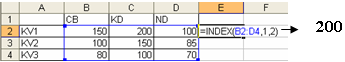 A B C D E F
1 CB KD ND
2 KV1 150 200 100 =INDEX(B2:D4,1,2) 200
3 KV2 100 150 85
4 KV3 80 100 70